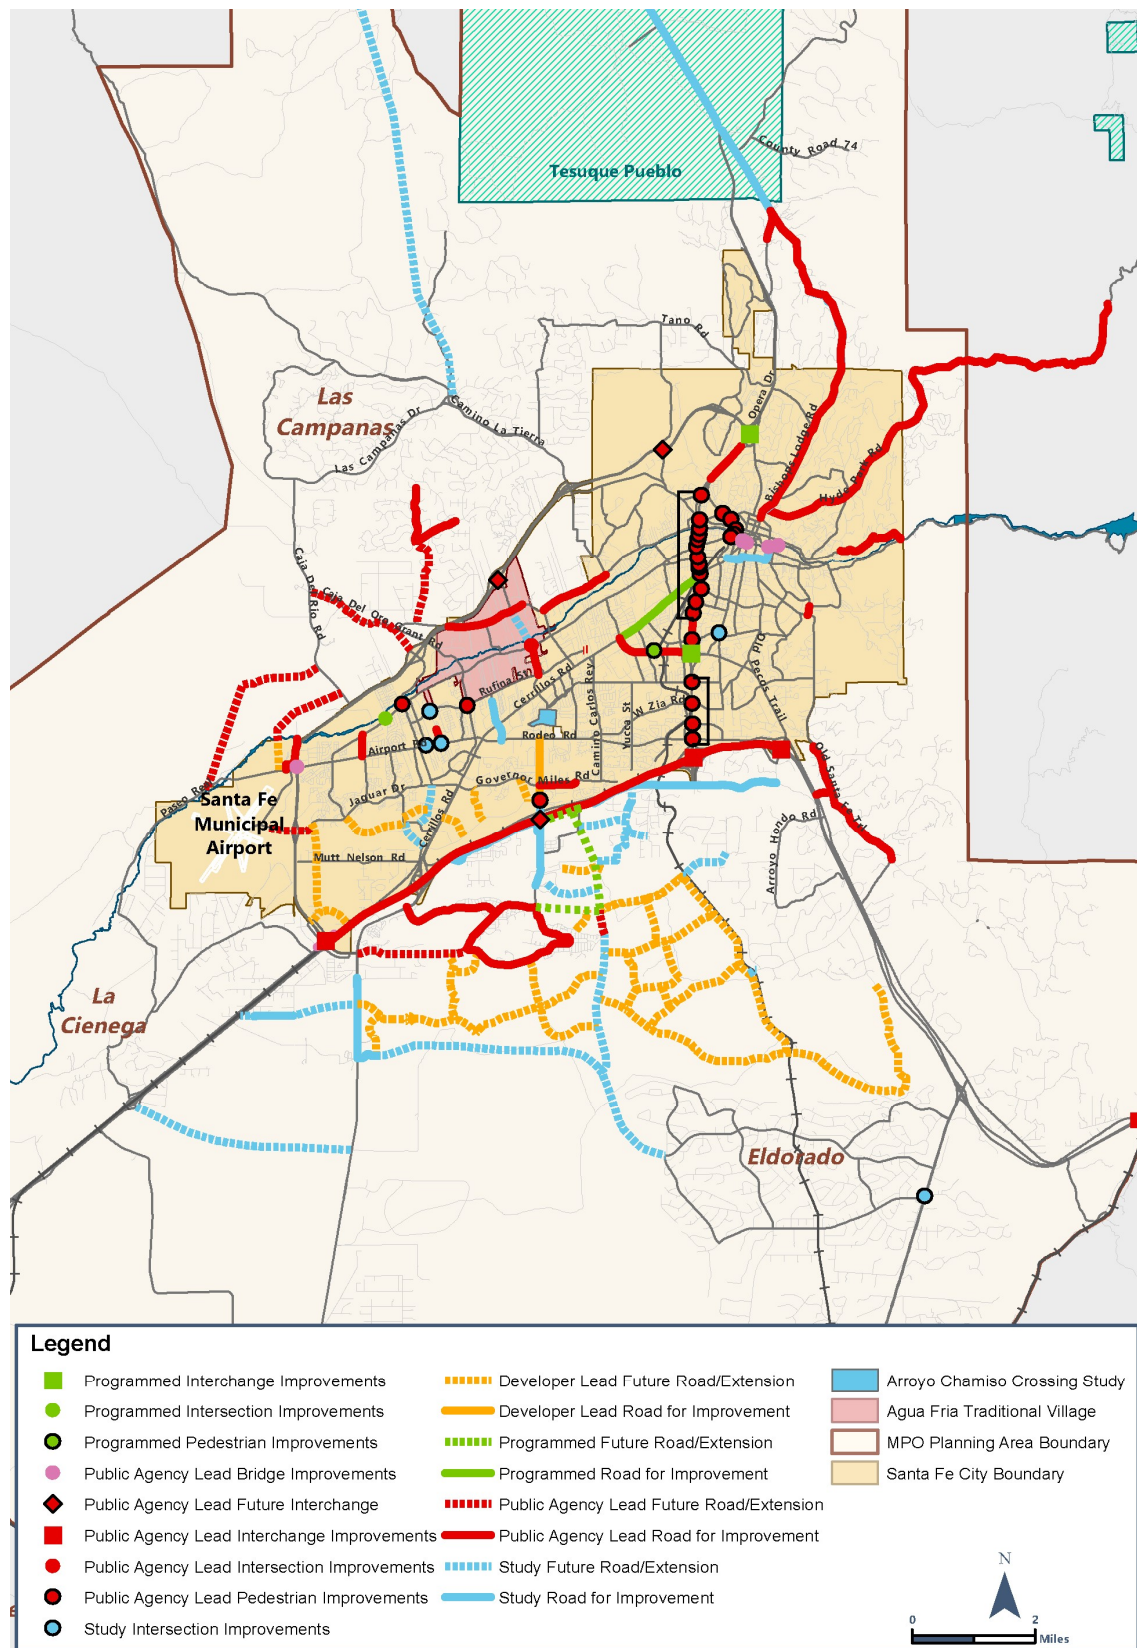 County Road 74
Tesuque Pueblo
Tano Rd
Opera Dr
Las
Campanas
Las Campanas Dr
Camino La Tierra
Bishops Lodge Rd
Hyde Park Rd
Caja Del Rio Rd
Caja Del Oro Grant Rd
Rufina St
Cerrillos Rd
Camino Carlos Rey
Yucca St
W Zia Rd
Pecos Trail
Rodeo Rd
Airport Rd
Governor Miles Rd
Jaguar Dr
Cerrillos Rd
Old Santa Fe Trl
Paseo Real
Santa Fe
Municipal
Airport
Mutt Nelson Rd
Arroyo Hondo Rd
La
Cienega
Eldorado
Legend
Programmed Interchange Improvements
Programmed Intersection Improvements
Programmed Pedestrian Improvements
Public Agency Lead Bridge Improvements
Public Agency Lead Future Interchange
Public Agency Lead Interchange Improvements
Public Agency Lead Intersection Improvements
Public Agency Lead Pedestrian Improvements
Study Intersection Improvements
Developer Lead Future Road/Extension
Developer Lead Road for Improvement
Programmed Future Road/Extension
Programmed Road for Improvement
Public Agency Lead Future Road/Extension
Public Agency Lead Road for Improvement
Study Future Road/Extension
Study Road for Improvement
Arroyo Chamiso Crossing Study
Agua Fria Traditional Village
MPO Planning Area Boundary
Santa Fe City Boundary
N
0 2
Miles